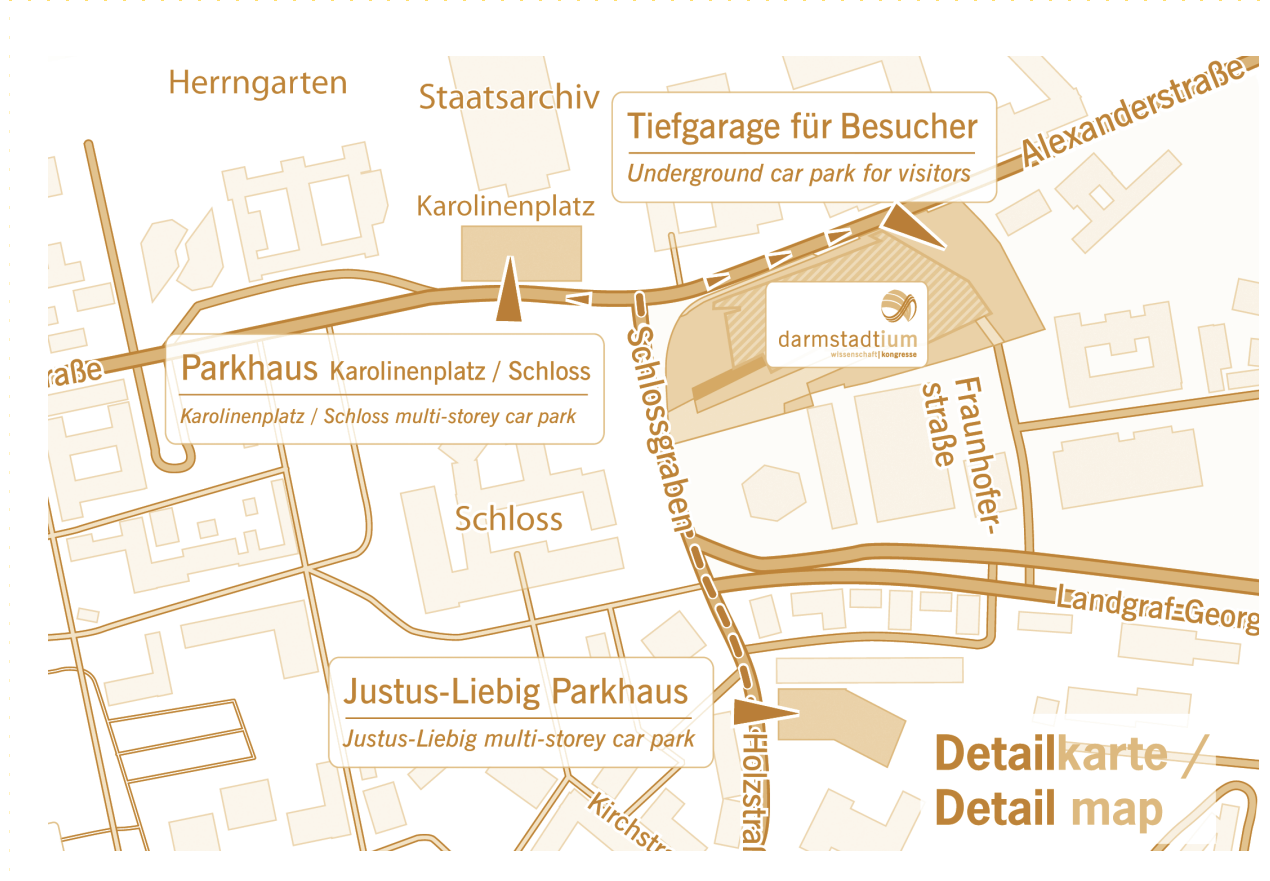 Herrngarten
Staatsarchiv
Tiefgarage für Besucher
Underground car park for visitors
Alexanderstraße
Karolinenplatz
darmstadtium
wissenschaft|kongresse
Schlossgraben
raße
Parkhaus Karolinenplatz / Schloss
Karolinenplatz / Schloss multi-storey car park
Fraunhofer-
straße
Schloss
Landgraf-Georg
Justus-Liebig Parkhaus
Justus-Liebig multi-storey car park
Holzstraß
Kirchstra
Detailkarte /
Detail map